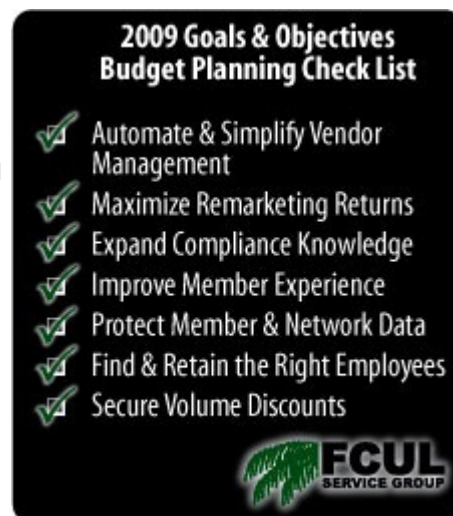 2009 Goals & Objectives
Budget Planning Check List
Automate & Simplify Vendor
Management
Maximize Remarketing Returns
Expand Compliance Knowledge
Improve Member Experience
Protect Member & Network Data
Find & Retain the Right Employees
Secure Volume Discounts
FCUL
SERVICE GROUP